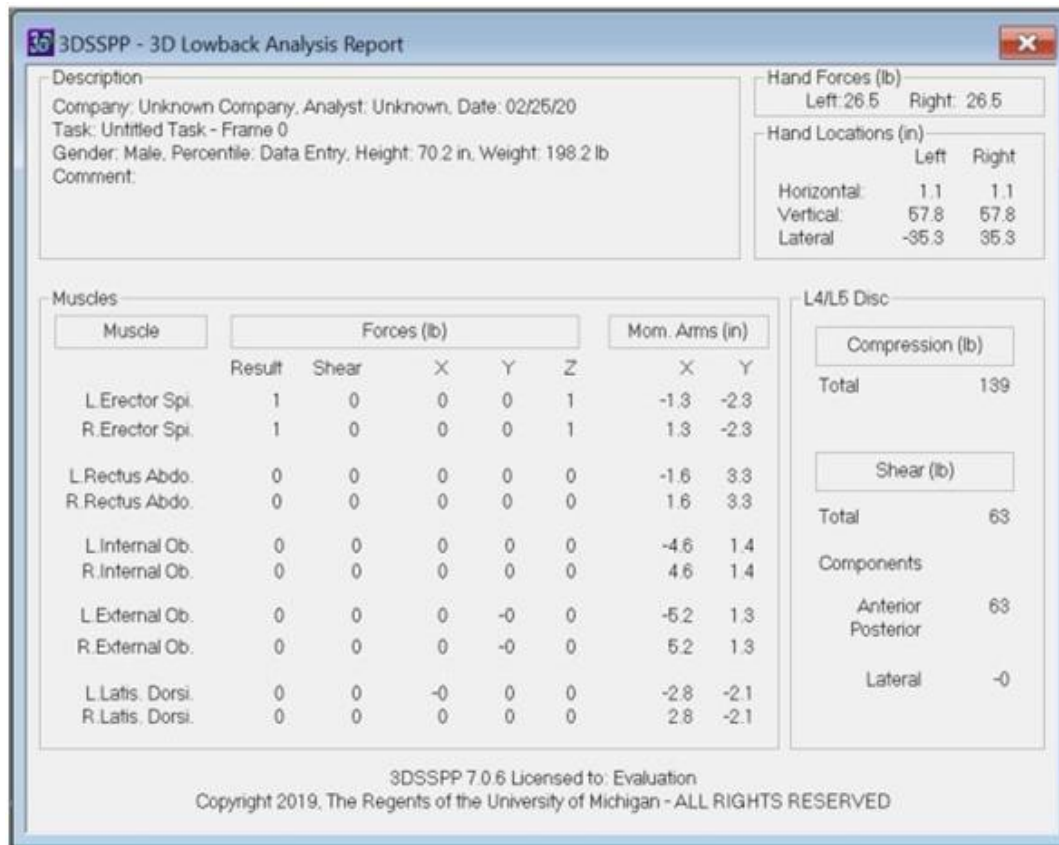 3D 3DSSPP - 3D Lowback Analysis Report
Description
Company: Unknown Company, Analyst: Unknown, Date: 02/25/20
Task: Untitled Task - Frame 0
Gender: Male, Percentile: Data Entry, Height: 70.2 in, Weight: 198.2 lb
Comment:
Hand Forces (lb)
Left:26.5 Right: 26.5
Hand Locations (in)
Left Right
Horizontal: 1.1 1.1
Vertical: 57.8 57.8
Lateral -35.3 35.3
Muscles
Muscle Forces (lb) Mom. Arms (in)
Result Shear X Y Z X Y
L.Erector Spi. 1 0 0 0 1 -1.3 -2.3
R.Erector Spi. 1 0 0 0 1 1.3 -2.3
L.Rectus Abdo. 0 0 0 0 0 -1.6 3.3
R.Rectus Abdo. 0 0 0 0 0 1.6 3.3
L.Internal Ob. 0 0 0 0 0 -4.6 1.4
R.Internal Ob. 0 0 0 0 0 4.6 1.4
L.External Ob. 0 0 0 -0 0 -5.2 1.3
R.External Ob. 0 0 0 -0 0 5.2 1.3
L.Latis. Dorsi. 0 0 -0 0 0 -2.8 -2.1
R.Latis. Dorsi. 0 0 0 0 0 2.8 -2.1
L4/L5 Disc
Compression (lb)
Total 139
Shear (lb)
Total 63
Components
Anterior 63
Posterior
Lateral -0
3DSSPP 7.0.6 Licensed to: Evaluation
Copyright 2019, The Regents of the University of Michigan - ALL RIGHTS RESERVED